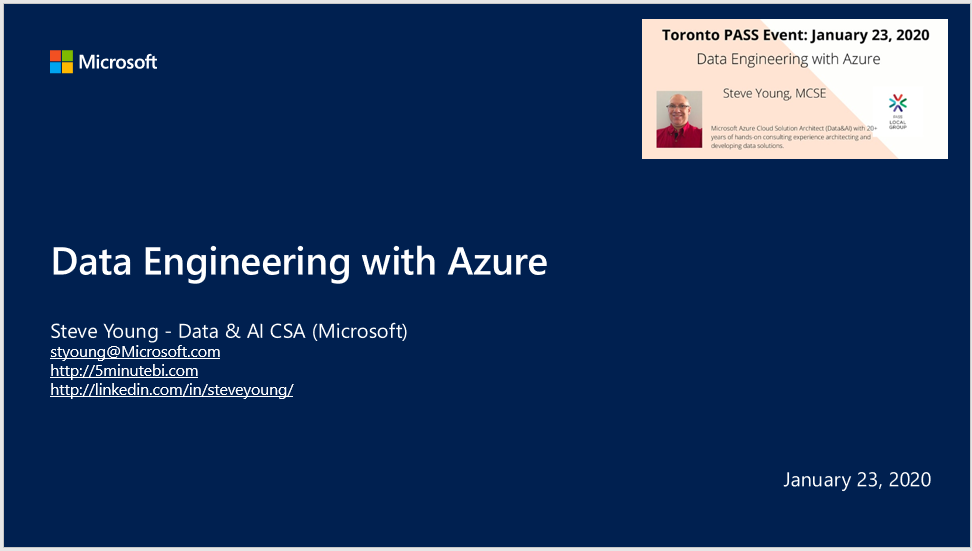 Microsoft
Toronto PASS Event: January 23, 2020
Data Engineering with Azure
Steve Young, MCSE
Microsoft Azure Cloud Solution Architect (Data&AI) with 20+
years of hands-on consulting experience architecting and
developing data solutions.
PASS
LOCAL
GROUP
Data Engineering with Azure
Steve Young - Data & AI CSA (Microsoft)
styoung@Microsoft.com
http://5minutebi.com
http://linkedin.com/in/steveyoung/
January 23, 2020